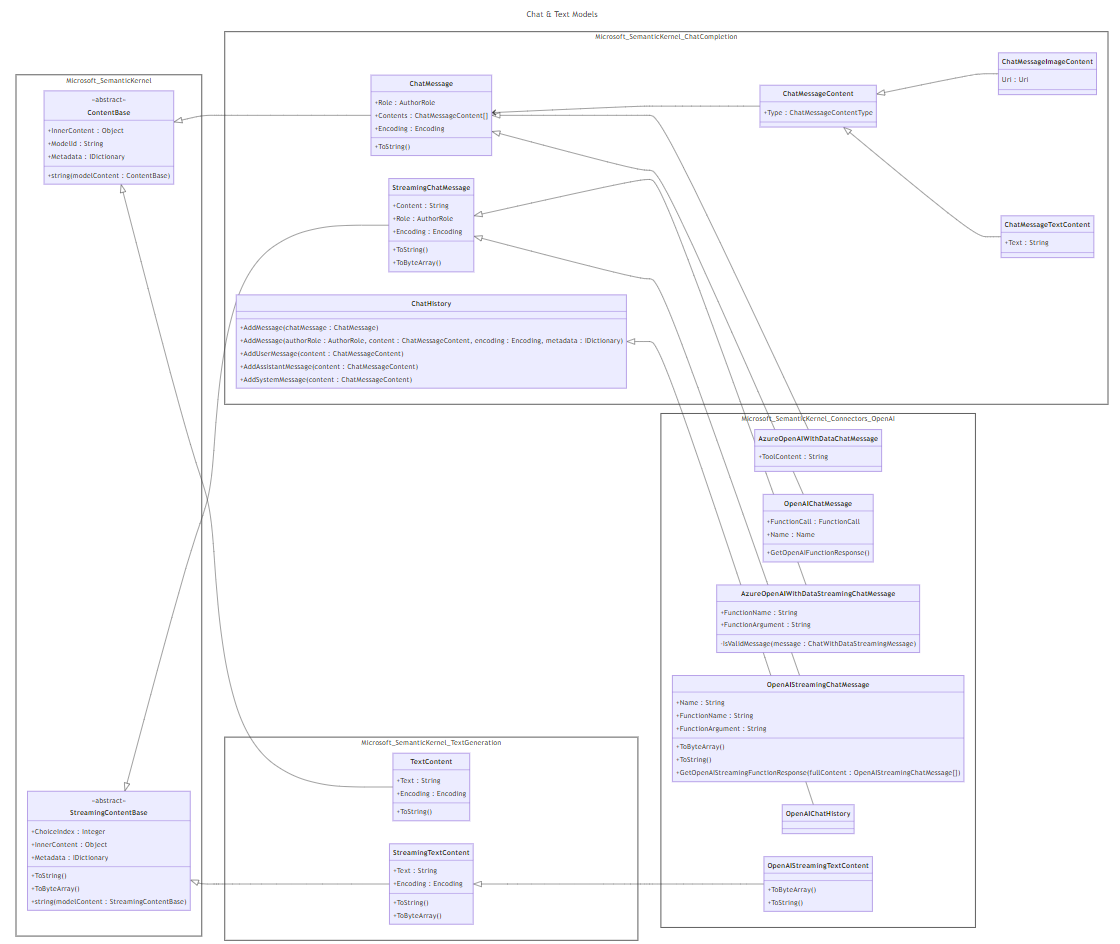 Chat & Text Models
Microsoft_SemanticKernel
«abstract»
ContentBase
+InnerContent : Object
+ModelId : String
+Metadata : IDictionary
+string(modelContent : ContentBase)
«abstract»
StreamingContentBase
+ChoiceIndex : Integer
+InnerContent : Object
+Metadata : IDictionary
+ToString()
+ToByteArray()
+string(modelContent : StreamingContentBase)
Microsoft_SemanticKernel_ChatCompletion
ChatMessage
+Role : AuthorRole
+Contents : ChatMessageContent[]
+Encoding : Encoding
+ToString()
StreamingChatMessage
+Content : String
+Role : AuthorRole
+Encoding : Encoding
+ToString()
+ToByteArray()
ChatHistory
+AddMessage(chatMessage : ChatMessage)
+AddMessage(authorRole : AuthorRole, content : ChatMessageContent, encoding : Encoding, metadata : IDictionary)
+AddUserMessage(content : ChatMessageContent)
+AddAssistantMessage(content : ChatMessageContent)
+AddSystemMessage(content : ChatMessageContent)
ChatMessageContent
+Type : ChatMessageContentType
ChatMessageImageContent
Uri : Uri
ChatMessageTextContent
+Text : String
Microsoft_SemanticKernel_Connectors_OpenAI
AzureOpenAIWithDataChatMessage
+ToolContent : String
OpenAIChatMessage
+FunctionCall : FunctionCall
+Name : Name
+GetOpenAIFunctionResponse()
AzureOpenAIWithDataStreamingChatMessage
+FunctionName : String
+FunctionArgument : String
-IsValidMessage(message : ChatWithDataStreamingMessage)
OpenAIStreamingChatMessage
+Name : String
+FunctionName : String
+FunctionArgument : String
+ToByteArray()
+ToString()
+GetOpenAIStreamingFunctionResponse(fullContent : OpenAIStreamingChatMessage[])
OpenAIChatHistory
OpenAIStreamingTextContent
+ToByteArray()
+ToString()
Microsoft_SemanticKernel_TextGeneration
TextContent
+Text : String
+Encoding : Encoding
+ToString()
StreamingTextContent
+Text : String
+Encoding : Encoding
+ToString()
+ToByteArray()